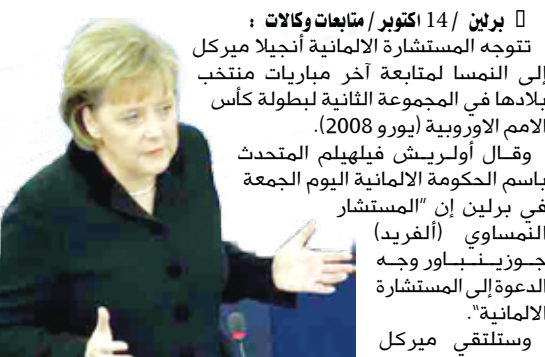 برلين / 14 اكتوبر / متابعات وكالات :
تتوجه المستشارة الالمانية أنجيلا ميركل
إلى النمسا لمتابعة آخر مباريات منتخب
بلادها في المجموعة الثانية لبطولة كأس
الامم الاوروبية (يورو 2008).
وقال أولريش فيلهيلم المتحدث
باسم الحكومة الالمانية اليوم الجمعة
في برلين إن "المستشار
النمساوي (ألفريد)
جوزينباور وجه
الدعوة إلى المستشارة
الالمانية".
وستلتقي ميركل